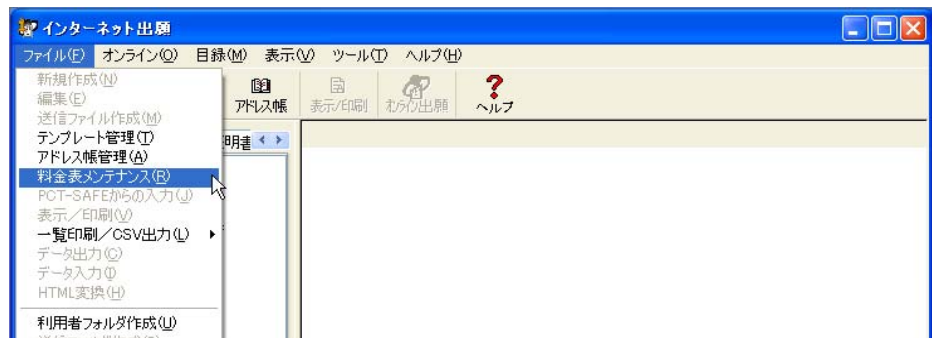 インターネット出願
ファイル(F) オンライン(O) 目録(M) 表示(V) ツール(T) ヘルプ(H)
新規作成(N)
編集(E)
送信ファイル作成(M)
テンプレート管理(T)
アドレス帳管理(A)
料金表メンテナンス(R)
PCT-SAFEからの入力(J)
表示/印刷(V)
一覧印刷/CSV出力(L)
データ出力(C)
データ入力(I)
HTML変換(H)
利用者フォルダ作成(U)
アドレス帳 表示/印刷 オンライン出願 ヘルプ
明書